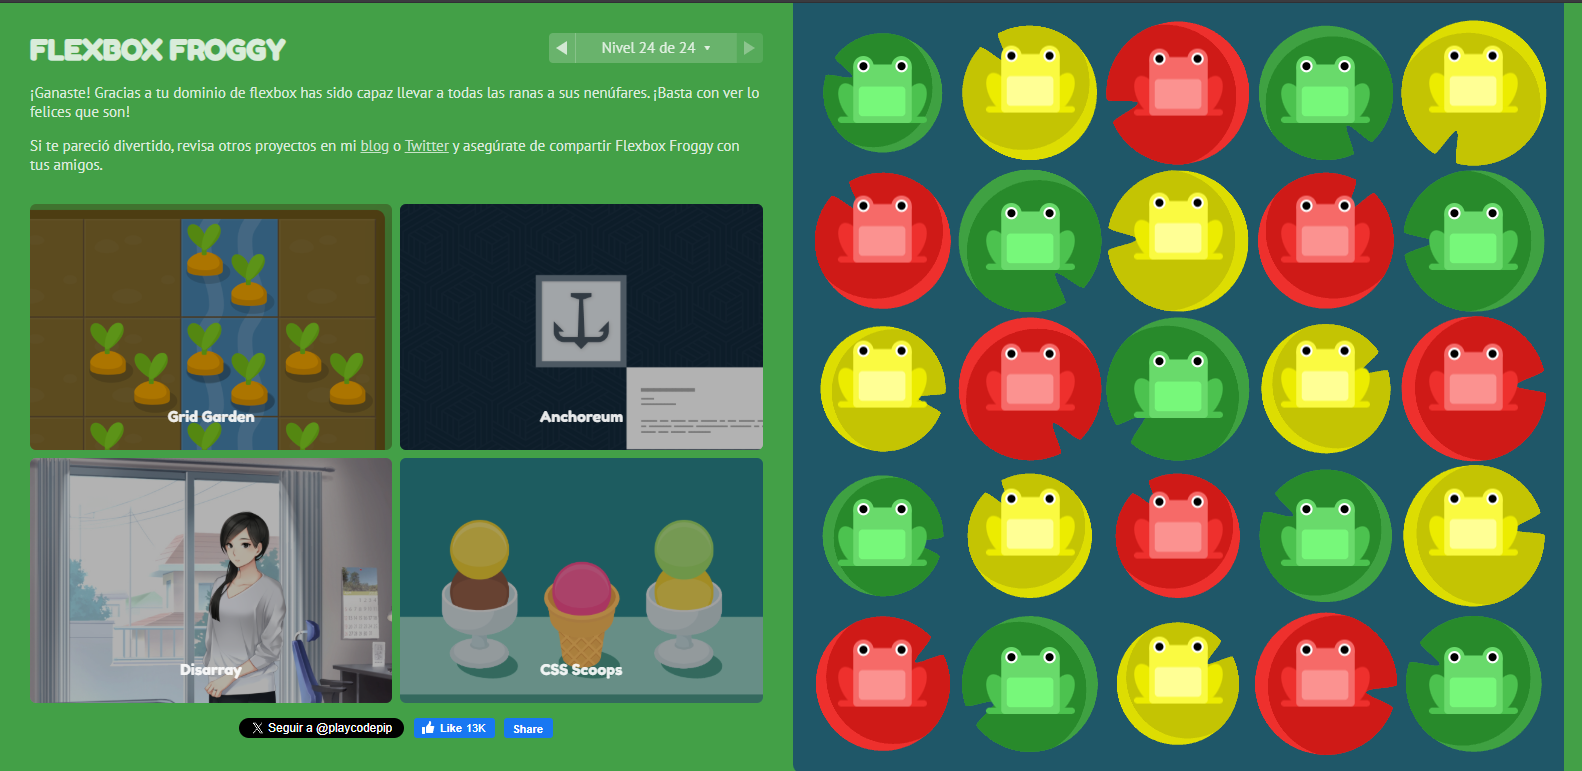 FLEXBOX FROGGY
Nivel 24 de 24
¡Ganaste! Gracias a tu dominio de flexbox has sido capaz llevar a todas las ranas a sus nenúfares. ¡Basta con ver lo
felices que son!
Si te pareció divertido, revisa otros proyectos en mi blog o Twitter y asegúrate de compartir Flexbox Froggy con
tus amigos.
Grid Garden
Anchoreum
Disarray
CSS Scoops
Seguir a @playcodepip
Like 13K
Share